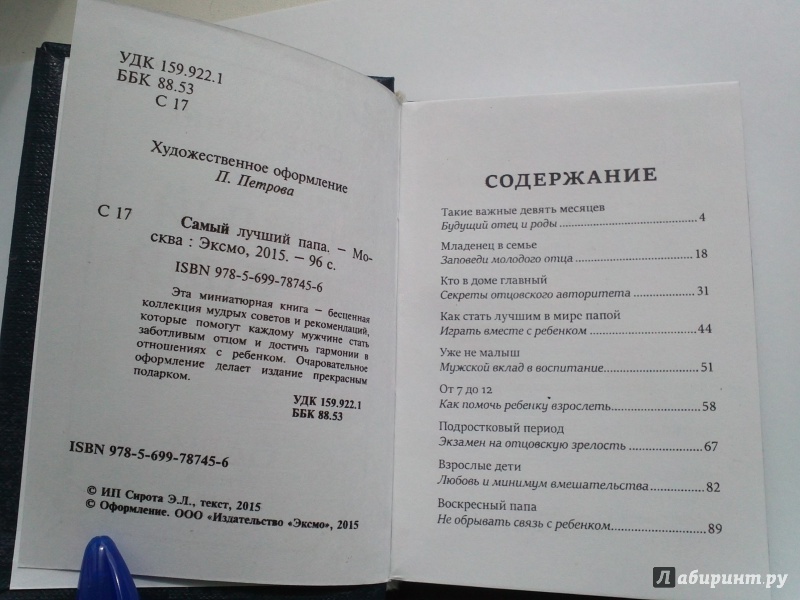 УДК 159.922.1
ББК 88.53
С 17
Художественное оформление
П. Петрова
С 17
Самый лучший папа. – Мо-
сква : Эксмо, 2015. – 96 с.
ISBN 978-5-699-78745-6
Эта миниатюрная книга – бесценная
коллекция мудрых советов и рекомендаций,
которые помогут каждому мужчине стать
заботливым отцом и достичь гармонии в
отношениях с ребенком. Очаровательное
оформление делает издание прекрасным
подарком.
УДК 159.922.1
ББК 88.53
ISBN 978-5-699-78745-6
© ИП Сирота Э.Л., текст, 2015
© Оформление. ООО «Издательство «Эксмо», 2015
СОДЕРЖАНИЕ
Такие важные девять месяцев
Будущий отец и роды.......................4
Младенец в семье
Заповеди молодого отца....................18
Кто в доме главный
Секреты отцовского авторитета............31
Как стать лучшим в мире папой
Играть вместе с ребенком..................44
Уже не малыш
Мужской вклад в воспитание................51
От 7 до 12
Как помочь ребенку взрослеть..............58
Подростковый период
Экзамен на отцовскую зрелость.............67
Взрослые дети
Любовь и минимум вмешательства............82
Воскресный папа
Не обрывать связь с ребенком..............89
Лабиринт.ру